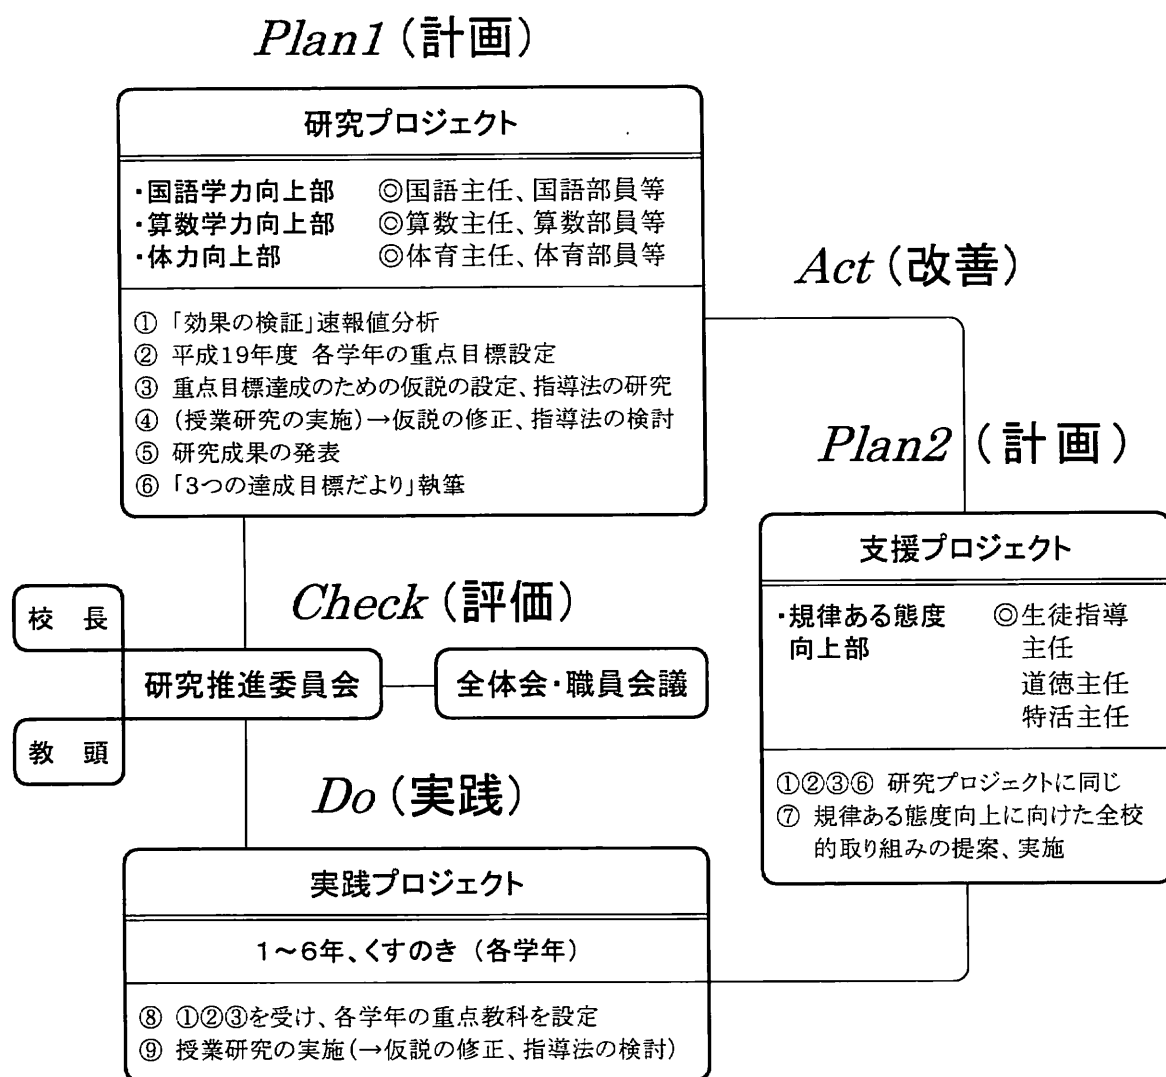 Plan1(計画)
研究プロジェクト
・国語学力向上部 ◎国語主任、国語部員等
・算数学力向上部 ◎算数主任、算数部員等
・体力向上部 ◎体育主任、体育部員等
① 「効果の検証」速報値分析
② 平成19年度 各学年の重点目標設定
③ 重点目標達成のための仮説の設定、指導法の研究
④ (授業研究の実施)→仮説の修正、指導法の検討
⑤ 研究成果の発表
⑥ 「3つの達成目標だより」執筆
Act(改善)
Plan2(計画)
支援プロジェクト
・規律ある態度 ◎生徒指導
向上部 主任
道徳主任
特活主任
①②③⑥ 研究プロジェクトに同じ
⑦ 規律ある態度向上に向けた全校
的取り組みの提案、実施
Check(評価)
校 長
研究推進委員会
全体会・職員会議
教 頭
Do(実践)
実践プロジェクト
1~6年、くすのき (各学年)
⑧ ①②③を受け、各学年の重点教科を設定
⑨ 授業研究の実施(→仮説の修正、指導法の検討)